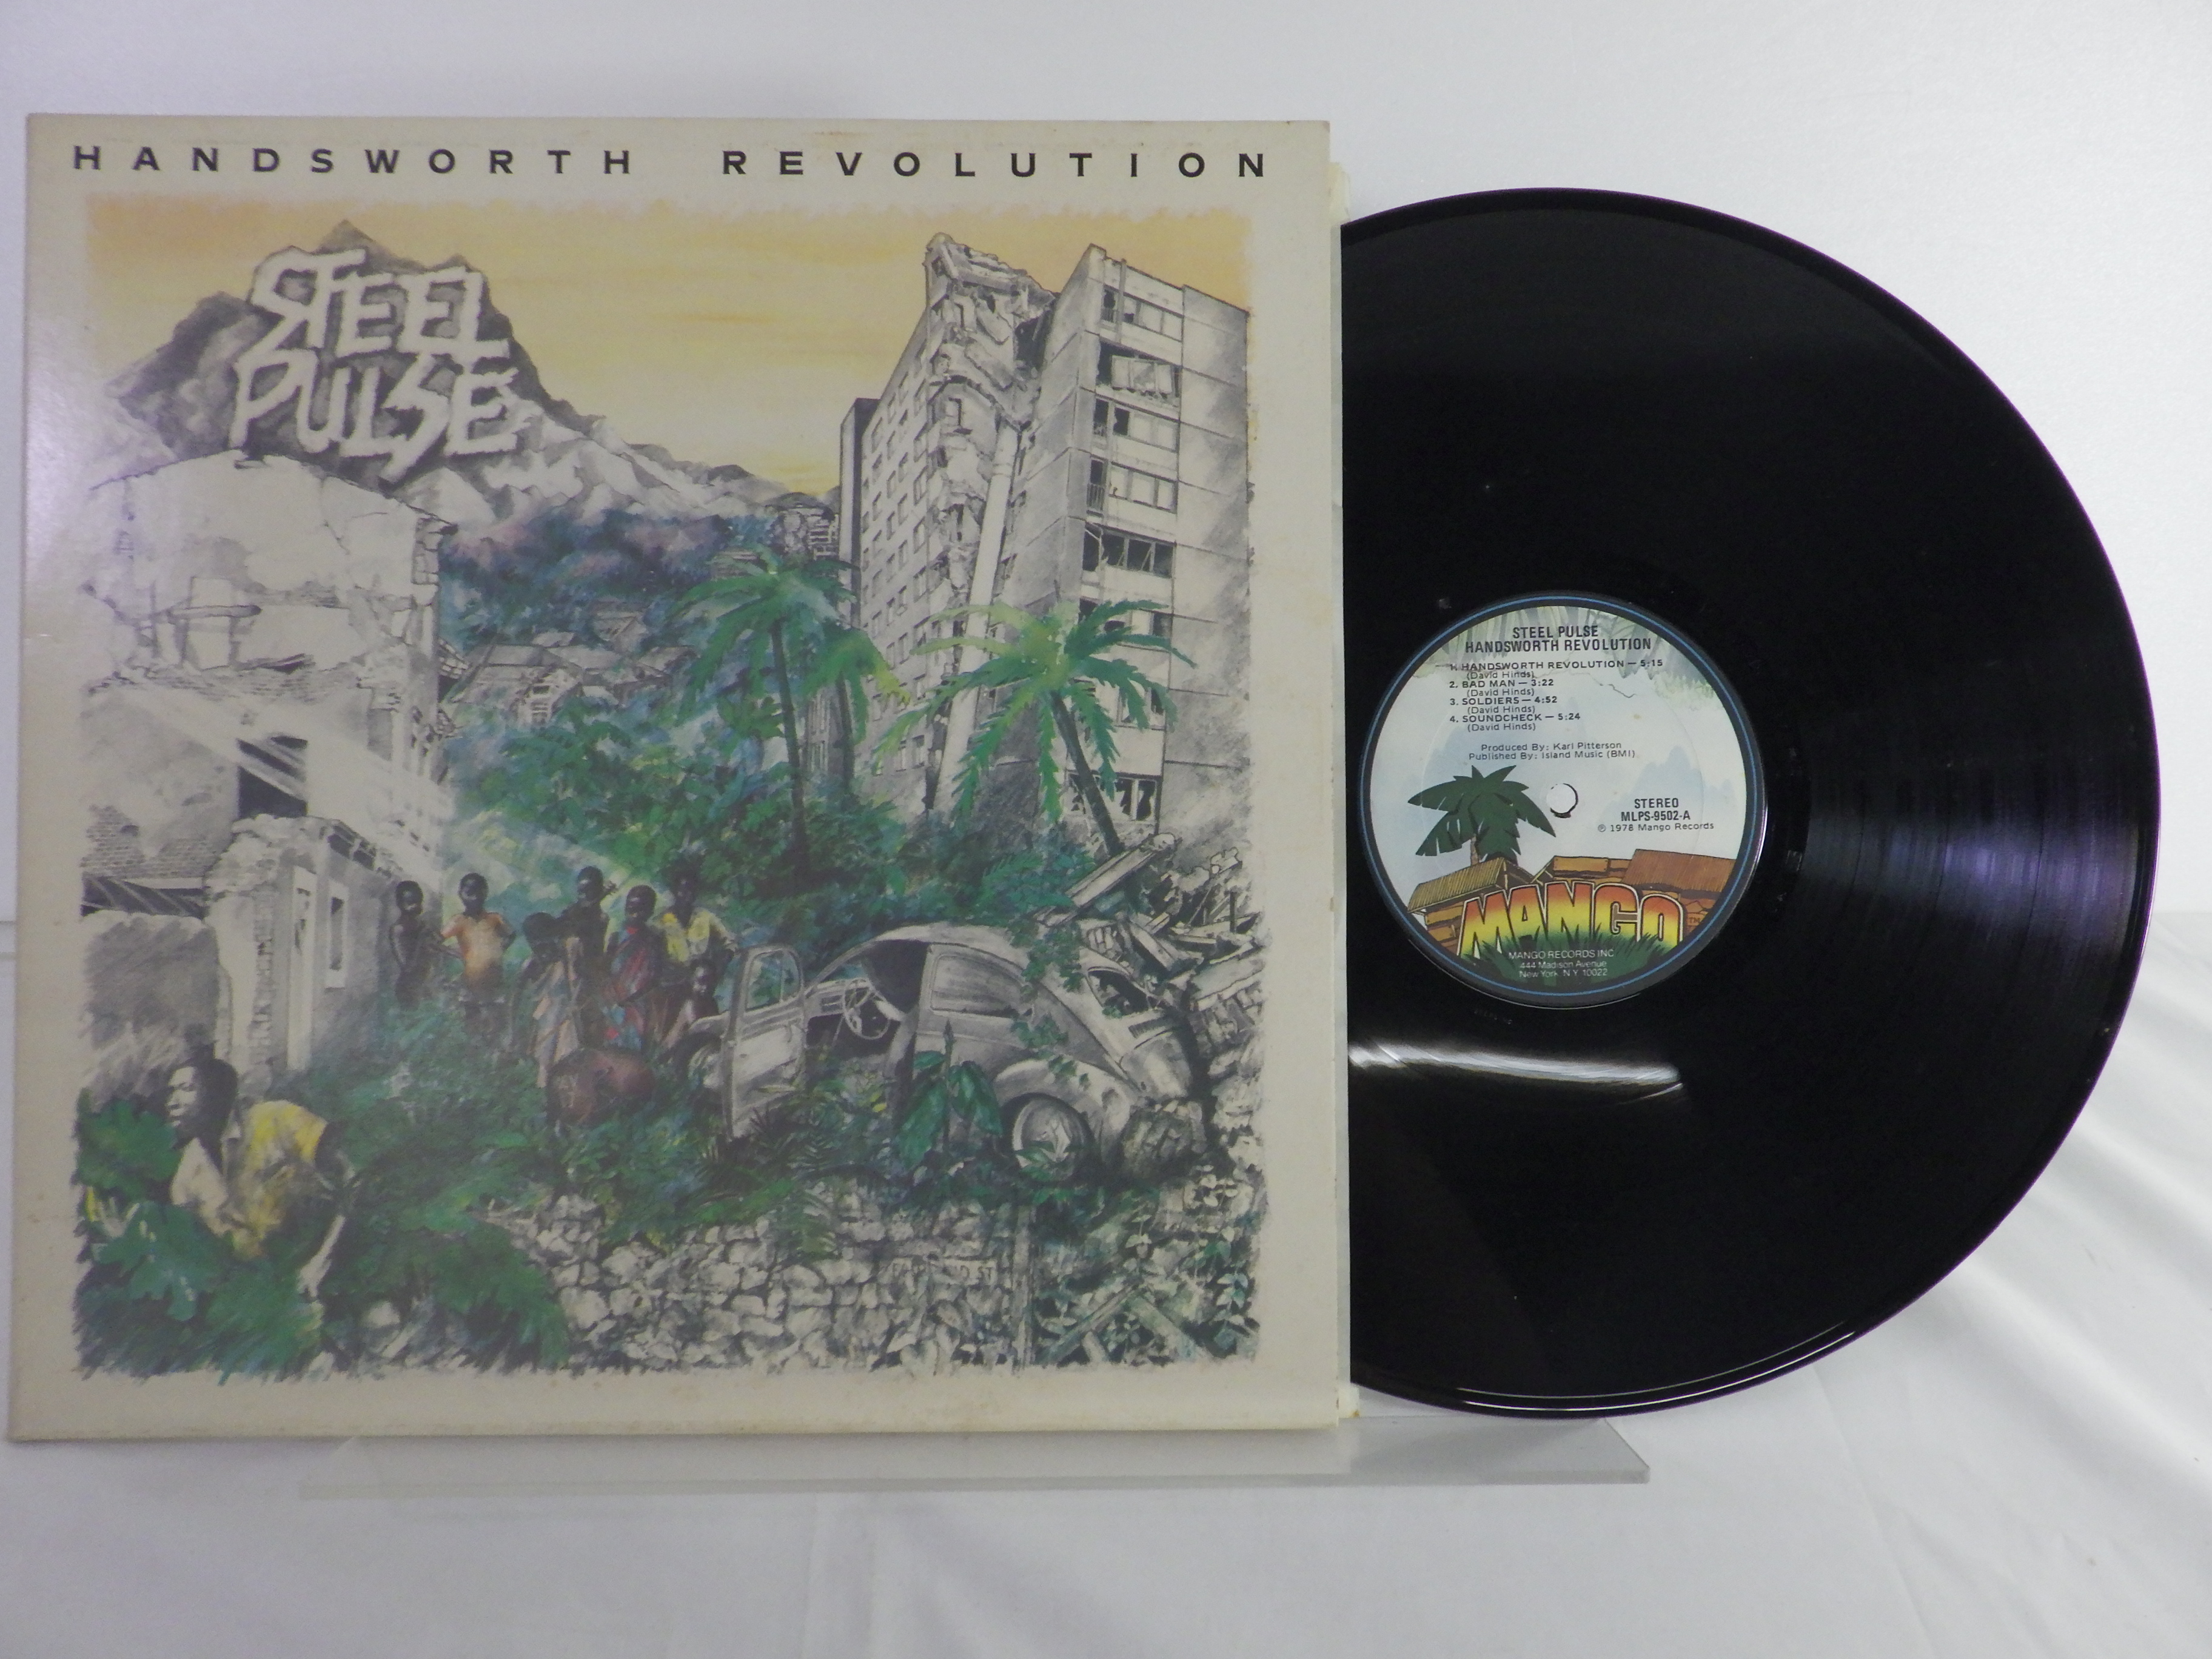 HANDSWORTH REVOLUTION
STEEL
PULSE
STEEL PULSE
HANDSWORTH REVOLUTION
1. HANDSWORTH REVOLUTION — 5:15
(David Hinds)
2. BAD MAN — 3:22
(David Hinds)
3. SOLDIERS — 4:52
(David Hinds)
4. SOUNDCHECK — 5:24
(David Hinds)
Produced By: Karl Pitterson
Published By: Island Music (BMI)
STEREO
MLPS-9502-A
℗ 1978 Mango Records
MANGO TM
MANGO RECORDS INC
444 Madison Avenue
New York N Y 10022
ST